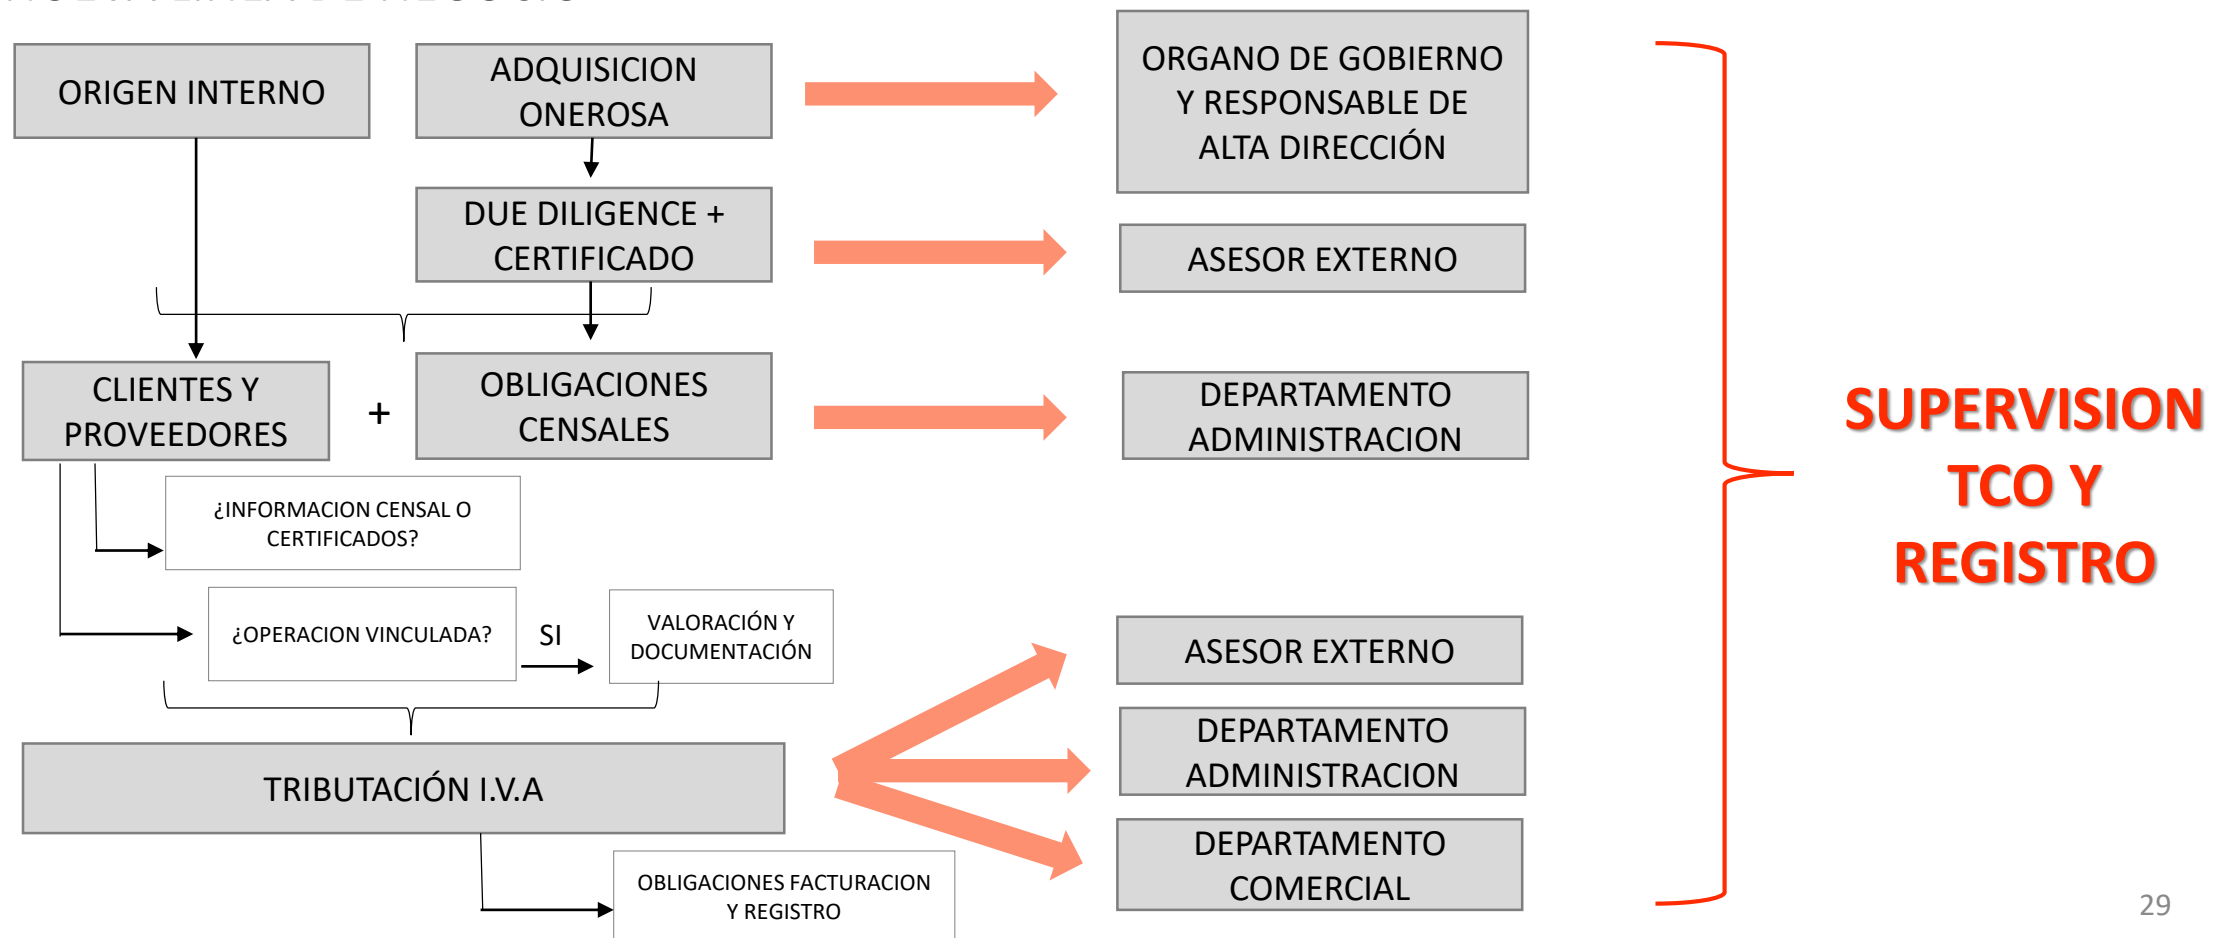 ORIGEN INTERNO
ADQUISICION
ONEROSA
ORGANO DE GOBIERNO
Y RESPONSABLE DE
ALTA DIRECCIÓN
DUE DILIGENCE +
CERTIFICADO
ASESOR EXTERNO
CLIENTES Y
PROVEEDORES
+
OBLIGACIONES
CENSALES
DEPARTAMENTO
ADMINISTRACION
SUPERVISION
TCO Y
REGISTRO
¿INFORMACION CENSAL O
CERTIFICADOS?
¿OPERACION VINCULADA?
SI
VALORACIÓN Y
DOCUMENTACIÓN
ASESOR EXTERNO
TRIBUTACIÓN I.V.A
DEPARTAMENTO
ADMINISTRACION
DEPARTAMENTO
COMERCIAL
OBLIGACIONES FACTURACION
Y REGISTRO
29